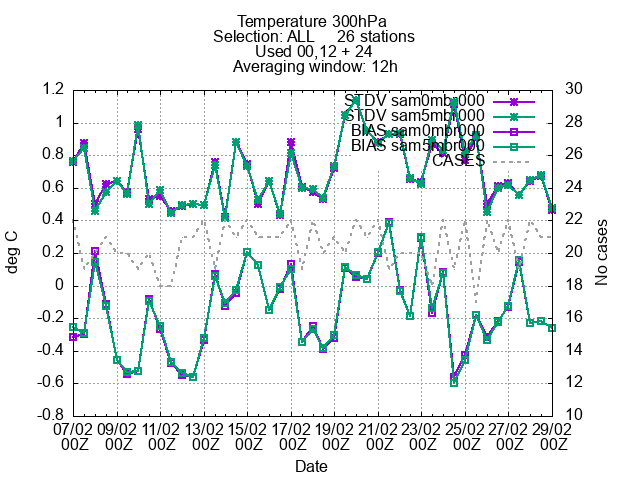 Temperature 300hPa
Selection: ALL 26 stations
Used 00,12 + 24
Averaging window: 12h
STDV sam0mbr000
STDV sam5mbr000
BIAS sam0mbr000
BIAS sam5mbr000
CASES
deg C
1.2
1
0.8
0.6
0.4
0.2
0
-0.2
-0.4
-0.6
-0.8
No cases
30
28
26
24
22
20
18
16
14
12
10
07/02 09/02 11/02 13/02 15/02 17/02 19/02 21/02 23/02 25/02 27/02 29/02
00Z 00Z 00Z 00Z 00Z 00Z 00Z 00Z 00Z 00Z 00Z 00Z
Date